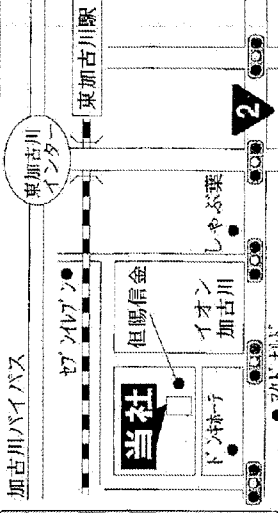 加古川バイパス
東加古川
インター
東加古川駅
セブンイレブン
但陽信金
当社
イオン
加古川
しゃぶ葉
2
ドンキホーテ